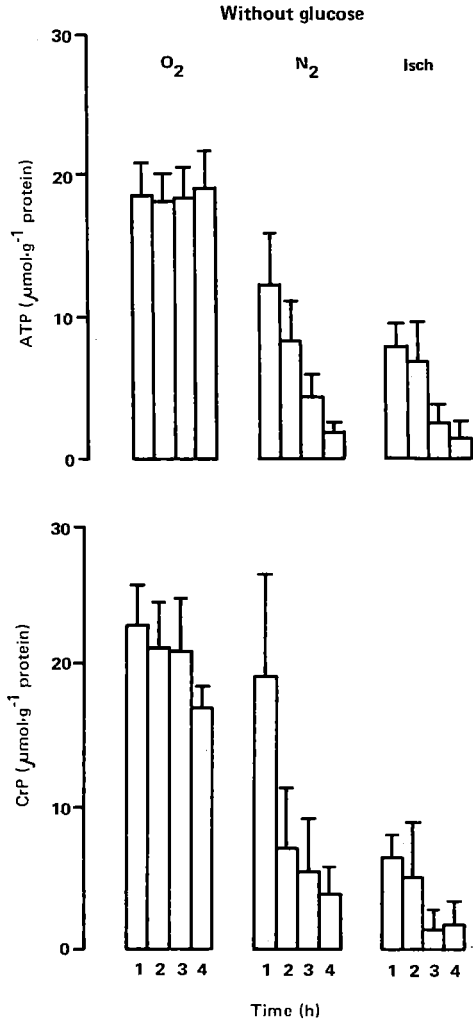 Without glucose
O2 N2 Isch
30
20
10
0
ATP (μmol·g-1 protein)
30
20
10
0
CrP (μmol·g-1 protein)
1 2 3 4 1 2 3 4 1 2 3 4
Time (h)